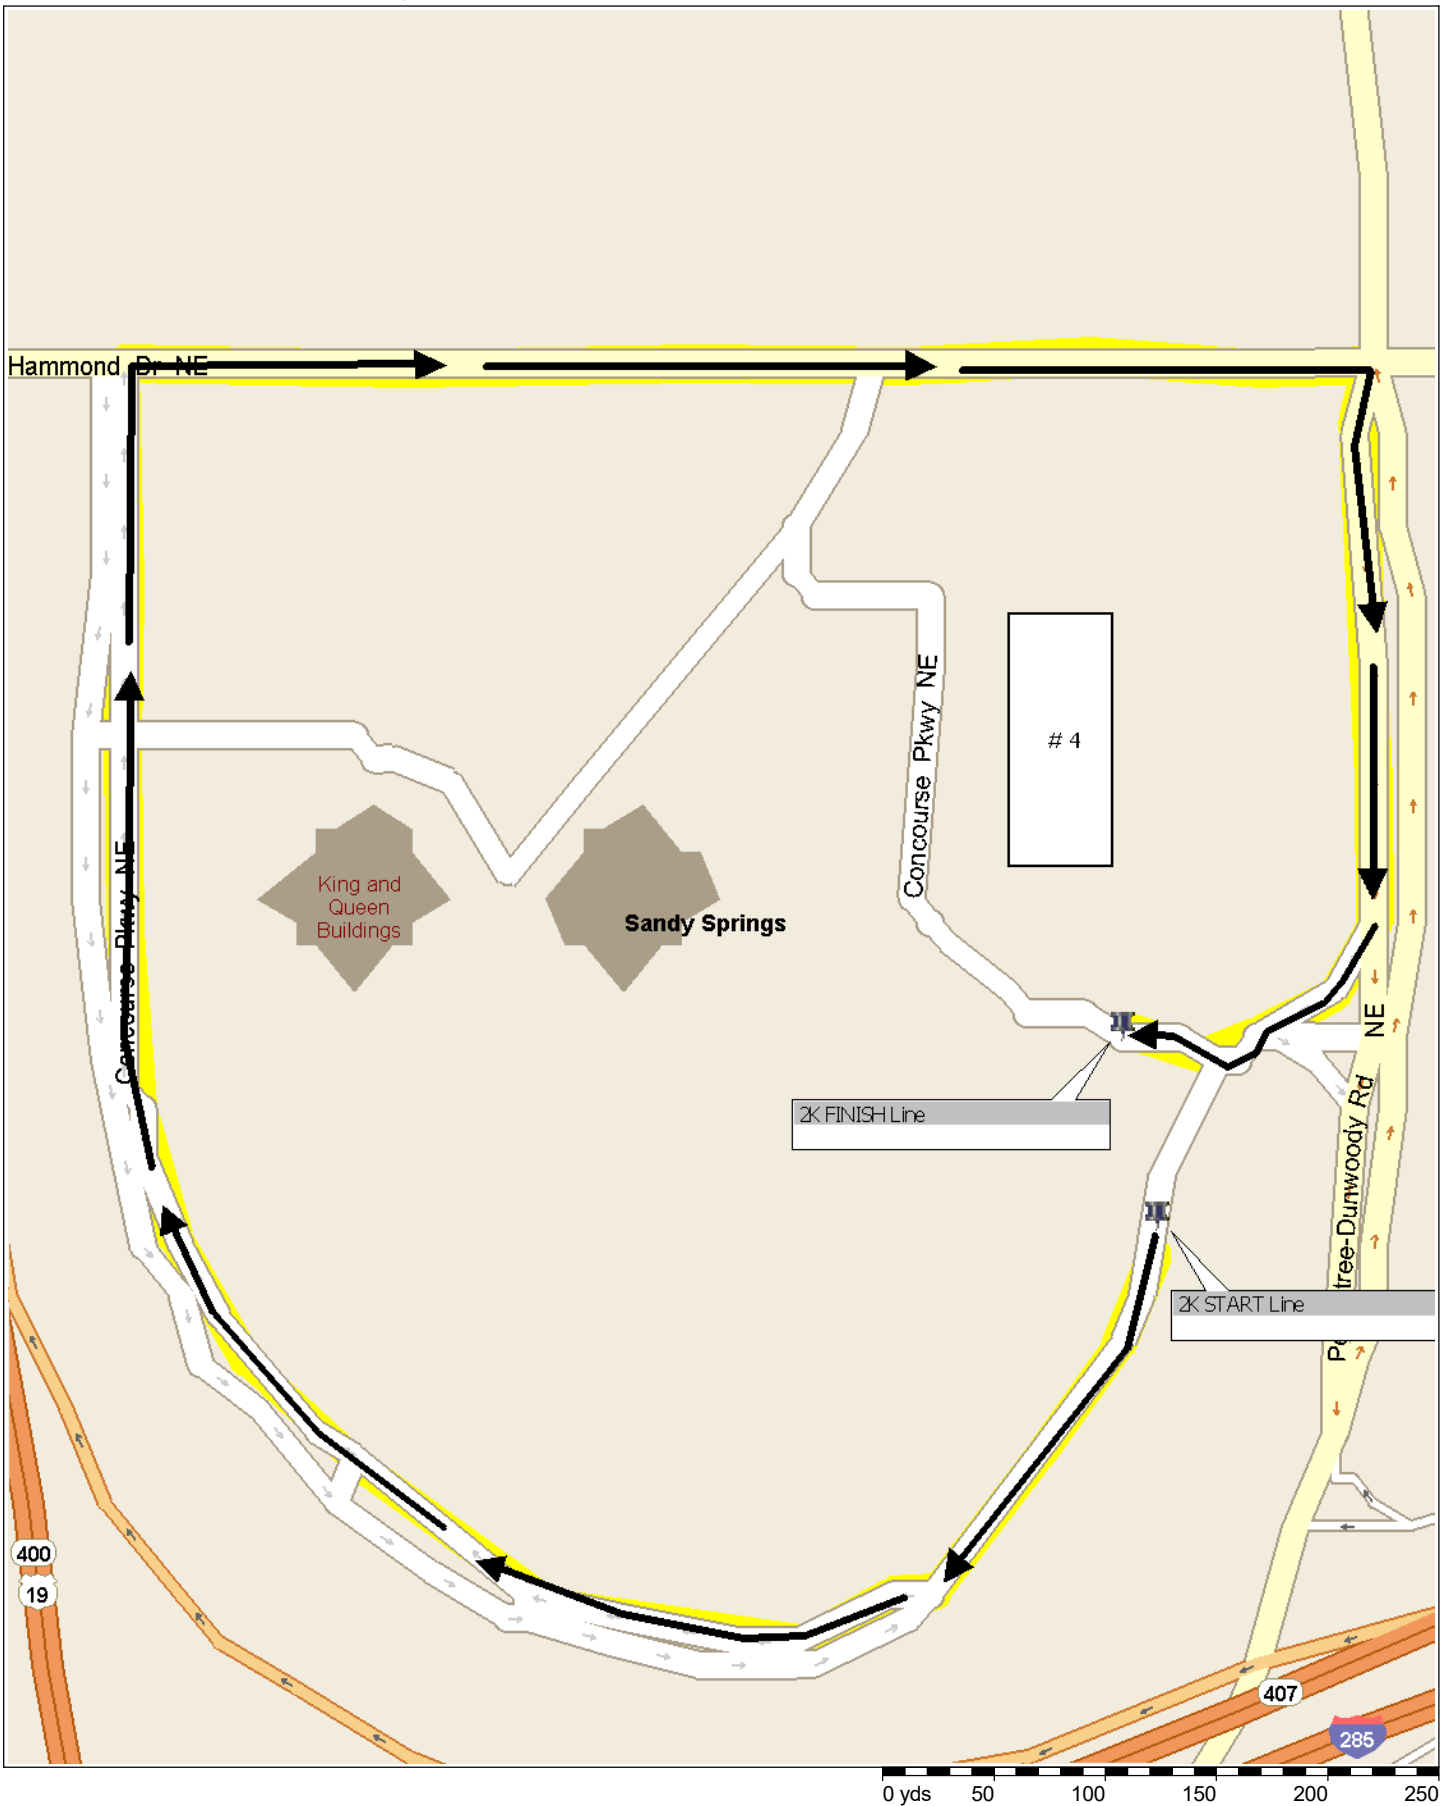 Hammond Dr NE
Concourse Pkwy NE
# 4
King and
Queen
Buildings
Sandy Springs
Concourse Pkwy NE
NE
2K FINISH Line
tree-Dunwoody Rd
2K START Line
400
19
407
285
0 yds 50 100 150 200 250